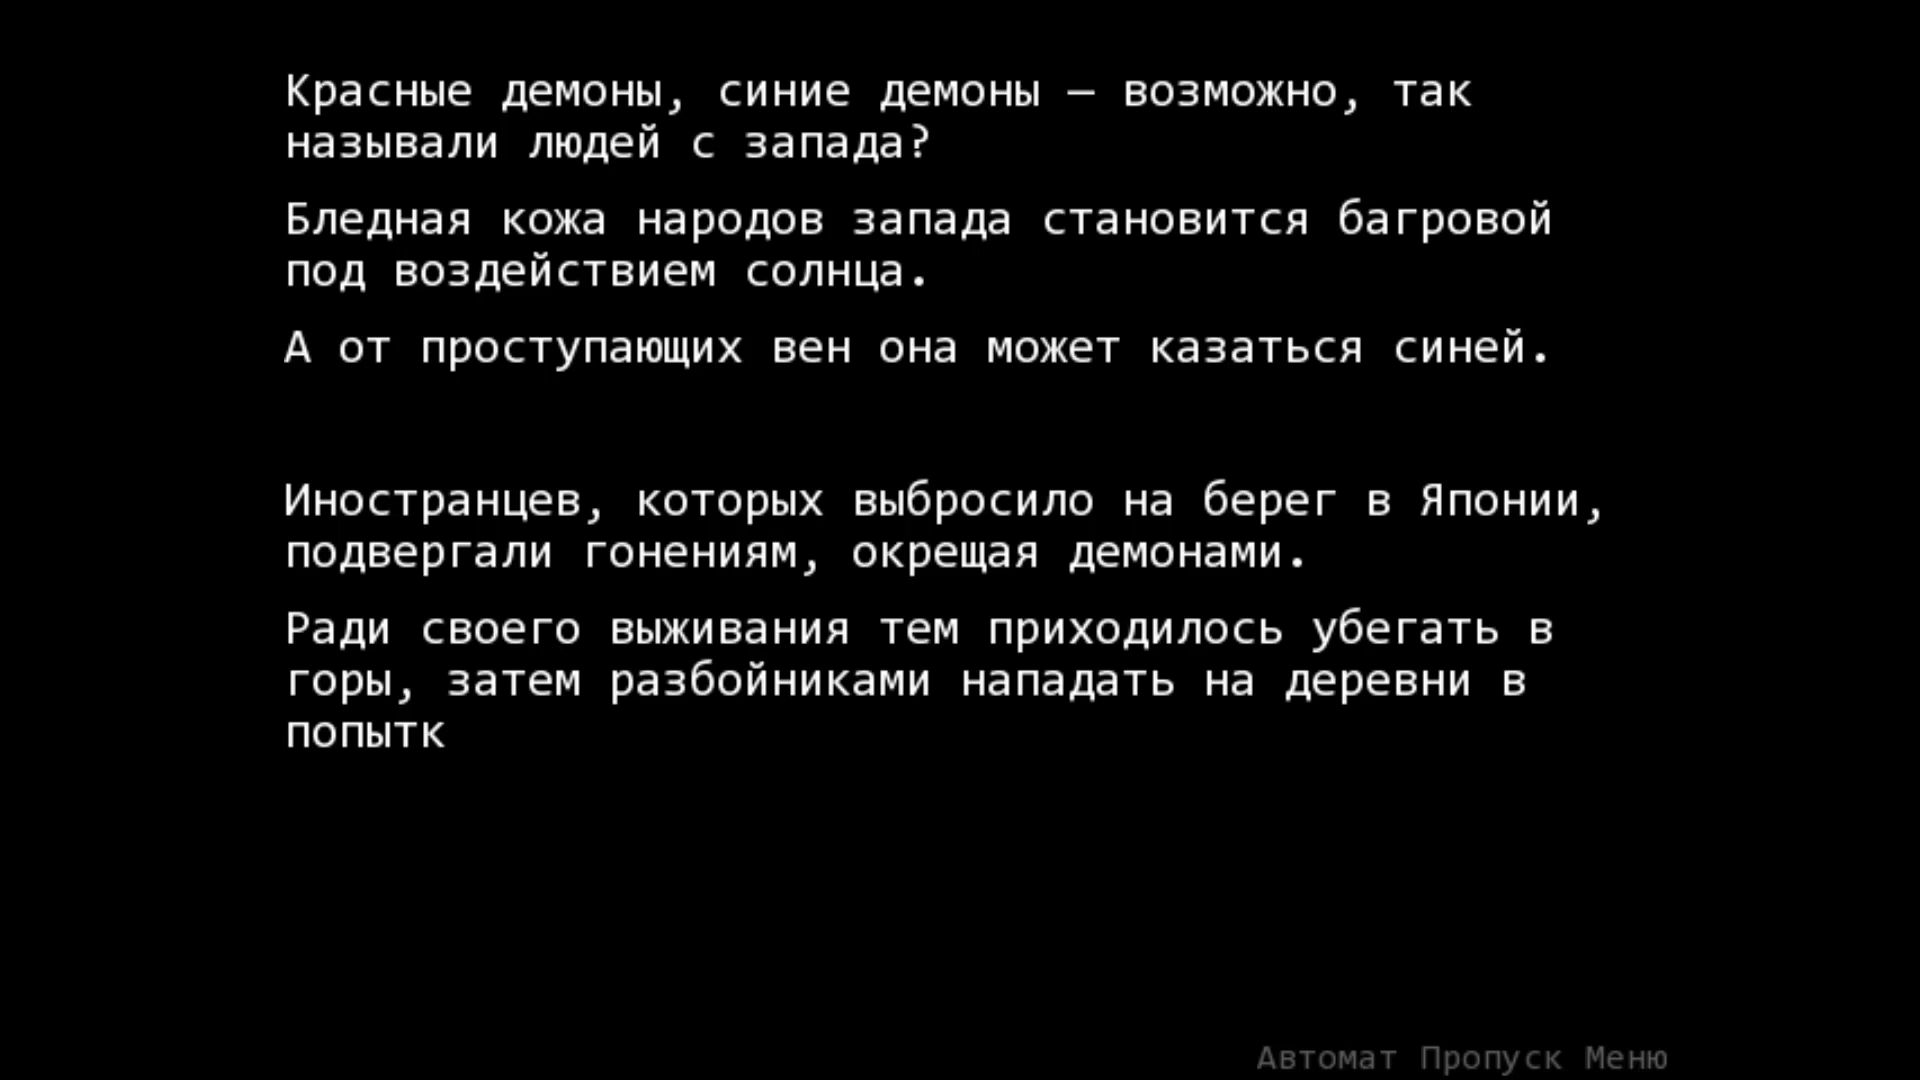 Красные демоны, синие демоны — возможно, так
называли людей с запада?
Бледная кожа народов запада становится багровой
под воздействием солнца.
А от проступающих вен она может казаться синей.
Иностранцев, которых выбросило на берег в Японии,
подвергали гонениям, окрещая демонами.
Ради своего выживания тем приходилось убегать в
горы, затем разбойниками нападать на деревни в
попытк
Автомат Пропуск Меню